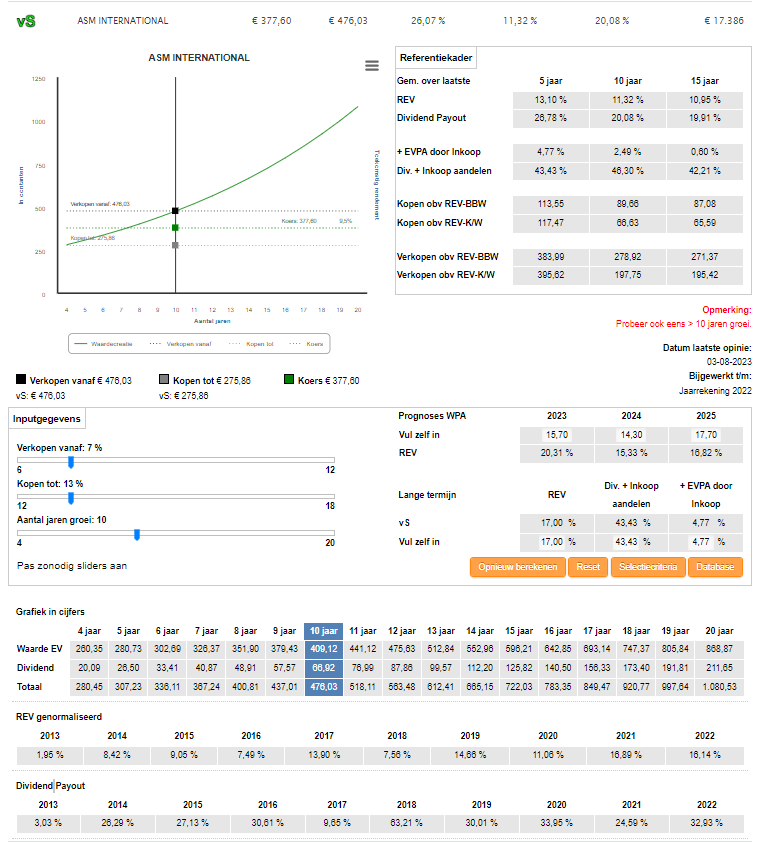 vS ASM INTERNATIONAL € 377,60 € 476,03 26,07 % 11,32 % 20,08 % € 17.386
ASM INTERNATIONAL
1250
1000
750
500
250
0
In contanten
Toekomstig rendement
Verkopen vanaf: 476,03
Koers: 377,60 9,5%
Kopen tot: 275,86
4 5 6 7 8 9 10 11 12 13 14 15 16 17 18 19 20
Aantal jaren
Waardecreatie Verkopen vanaf Kopen tot Koers
Verkopen vanaf € 476,03 Kopen tot € 275,86 Koers € 377,60
vS: € 476,03 vS: € 275,86
Referentiekader
Gem. over laatste 5 jaar 10 jaar 15 jaar
REV 13,10 % 11,32 % 10,95 %
Dividend Payout 26,78 % 20,08 % 19,91 %
+ EVPA door Inkoop 4,77 % 2,49 % 0,60 %
Div. + Inkoop aandelen 43,43 % 46,30 % 42,21 %
Kopen obv REV-BBW 113,55 89,66 87,08
Kopen obv REV-K/W 117,47 66,63 65,59
Verkopen obv REV-BBW 383,99 278,92 271,37
Verkopen obv REV-K/W 395,62 197,75 195,42
Opmerking:
Probeer ook eens > 10 jaren groei.
Datum laatste opinie:
03-08-2023
Bijgewerkt t/m:
Jaarrekening 2022
Inputgegevens
Verkopen vanaf: 7 %
6 12
Kopen tot: 13 %
12 18
Aantal jaren groei: 10
4 20
Pas zonodig sliders aan
Prognoses WPA 2023 2024 2025
Vul zelf in 15,70 14,30 17,70
REV 20,31 % 15,33 % 16,82 %
Lange termijn REV Div. + Inkoop aandelen + EVPA door Inkoop
vS 17,00 % 43,43 % 4,77 %
Vul zelf in 17,00 % 43,43 % 4,77 %
Opnieuw berekenen Reset Selectiecriteria Database
Grafiek in cijfers
4 jaar 5 jaar 6 jaar 7 jaar 8 jaar 9 jaar 10 jaar 11 jaar 12 jaar 13 jaar 14 jaar 15 jaar 16 jaar 17 jaar 18 jaar 19 jaar 20 jaar
Waarde EV 260,35 280,73 302,69 326,37 351,90 379,43 409,12 441,12 475,63 512,84 552,96 596,21 642,85 693,14 747,37 805,84 868,87
Dividend 20,09 26,50 33,41 40,87 48,91 57,57 66,92 76,99 87,86 99,57 112,20 125,82 140,50 156,33 173,40 191,81 211,65
Totaal 280,45 307,23 336,11 367,24 400,81 437,01 476,03 518,11 563,48 612,41 665,15 722,03 783,35 849,47 920,77 997,64 1.080,53
REV genormaliseerd
2013 2014 2015 2016 2017 2018 2019 2020 2021 2022
1,95 % 8,42 % 9,05 % 7,49 % 13,90 % 7,56 % 14,66 % 11,06 % 16,89 % 16,14 %
Dividend Payout
2013 2014 2015 2016 2017 2018 2019 2020 2021 2022
3,03 % 26,29 % 27,13 % 30,61 % 9,65 % 63,21 % 30,01 % 33,95 % 24,59 % 32,93 %